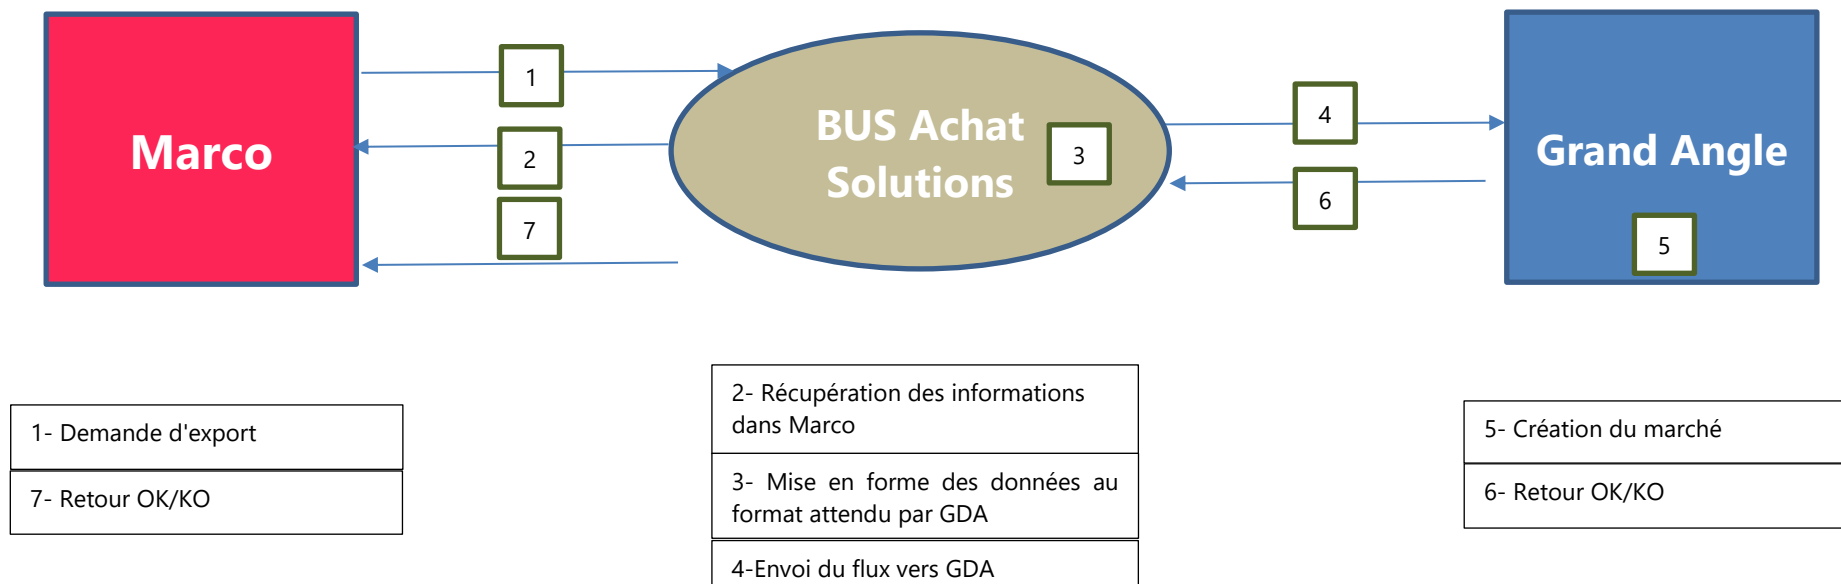 Marco
1
2
7
BUS Achat
Solutions
3
4
6
Grand Angle
5
1- Demande d'export
7- Retour OK/KO
2- Récupération des informations
dans Marco
3- Mise en forme des données au
format attendu par GDA
4-Envoi du flux vers GDA
5- Création du marché
6- Retour OK/KO